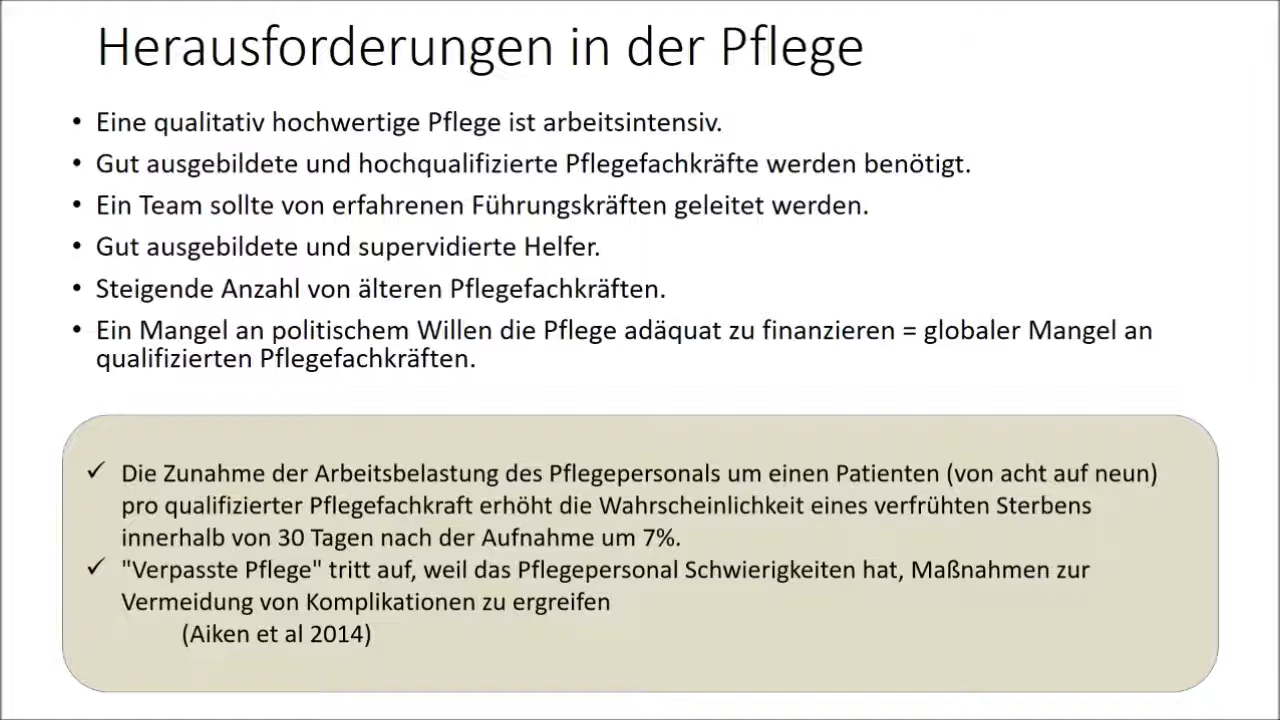 Herausforderungen in der Pflege
• Eine qualitativ hochwertige Pflege ist arbeitsintensiv.
• Gut ausgebildete und hochqualifizierte Pflegefachkräfte werden benötigt.
• Ein Team sollte von erfahrenen Führungskräften geleitet werden.
• Gut ausgebildete und supervidierte Helfer.
• Steigende Anzahl von älteren Pflegefachkräften.
• Ein Mangel an politischem Willen die Pflege adäquat zu finanzieren = globaler Mangel an
qualifizierten Pflegefachkräften.
✓ Die Zunahme der Arbeitsbelastung des Pflegepersonals um einen Patienten (von acht auf neun)
pro qualifizierter Pflegefachkraft erhöht die Wahrscheinlichkeit eines verfrühten Sterbens
innerhalb von 30 Tagen nach der Aufnahme um 7%.
✓ "Verpasste Pflege" tritt auf, weil das Pflegepersonal Schwierigkeiten hat, Maßnahmen zur
Vermeidung von Komplikationen zu ergreifen
(Aiken et al 2014)